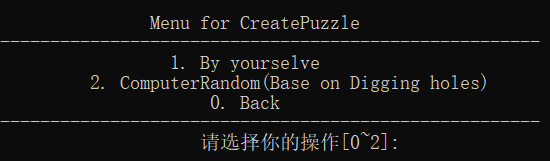 Menu for CreatePuzzle
1. By yourselve
2. ComputerRandom(Base on Digging holes)
0. Back
请选择你的操作[0~2]: